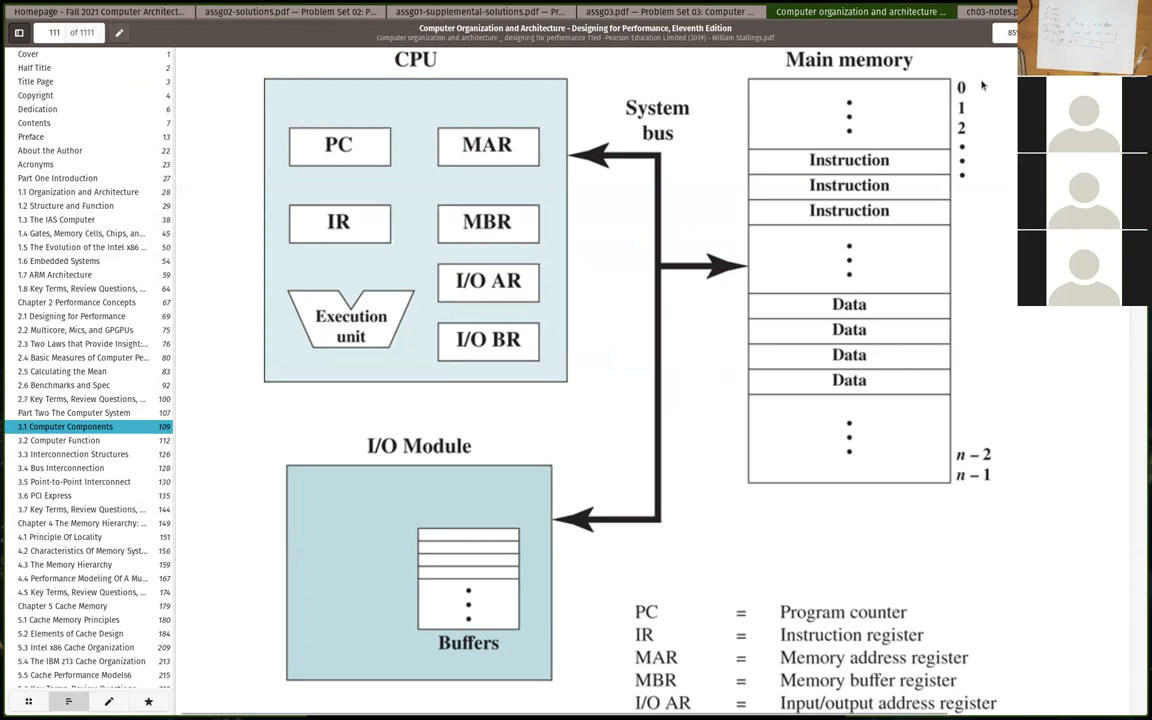 Homepage - Fall 2021 Computer Architect...
assg02-solutions.pdf — Problem Set 02: P...
assg01-supplemental-solutions.pdf — Pr...
assg03.pdf — Problem Set 03: Computer ...
Computer organization and architecture ...
ch03-notes.p
111 of 1111
Computer Organization and Architecture - Designing for Performance, Eleventh Edition
Computer organization and architecture _ designing for performance 11ed -Pearson Education Limited (2019) - William Stallings.pdf
Cover 1
Half Title 2
Title Page 3
Copyright 4
Dedication 6
Contents 7
Preface 13
About the Author 22
Acronyms 23
Part One Introduction 27
1.1 Organization and Architecture 28
1.2 Structure and Function 29
1.3 The IAS Computer 38
1.4 Gates, Memory Cells, Chips, an... 45
1.5 The Evolution of the Intel x86 ... 50
1.6 Embedded Systems 54
1.7 ARM Architecture 59
1.8 Key Terms, Review Questions, ... 64
Chapter 2 Performance Concepts 67
2.1 Designing for Performance 69
2.2 Multicore, Mics, and GPGPUs 75
2.3 Two Laws that Provide Insight:... 76
2.4 Basic Measures of Computer Pe... 80
2.5 Calculating the Mean 83
2.6 Benchmarks and Spec 92
2.7 Key Terms, Review Questions, ... 100
Part Two The Computer System 107
3.1 Computer Components 109
3.2 Computer Function 112
3.3 Interconnection Structures 126
3.4 Bus Interconnection 128
3.5 Point-to-Point Interconnect 130
3.6 PCI Express 135
3.7 Key Terms, Review Questions, ... 144
Chapter 4 The Memory Hierarchy: ... 149
4.1 Principle Of Locality 151
4.2 Characteristics Of Memory Syst... 156
4.3 The Memory Hierarchy 159
4.4 Performance Modeling Of A Mu... 167
4.5 Key Terms, Review Questions, ... 174
Chapter 5 Cache Memory 179
5.1 Cache Memory Principles 180
5.2 Elements of Cache Design 184
5.3 Intel x86 Cache Organization 209
5.4 The IBM z13 Cache Organization 213
5.5 Cache Performance Models6 215
CPU
PC
MAR
IR
MBR
Execution
unit
I/O AR
I/O BR
System
bus
Main memory
0
1
2
Instruction
Instruction
Instruction
Data
Data
Data
Data
n – 2
n – 1
I/O Module
Buffers
PC = Program counter
IR = Instruction register
MAR = Memory address register
MBR = Memory buffer register
I/O AR = Input/output address register